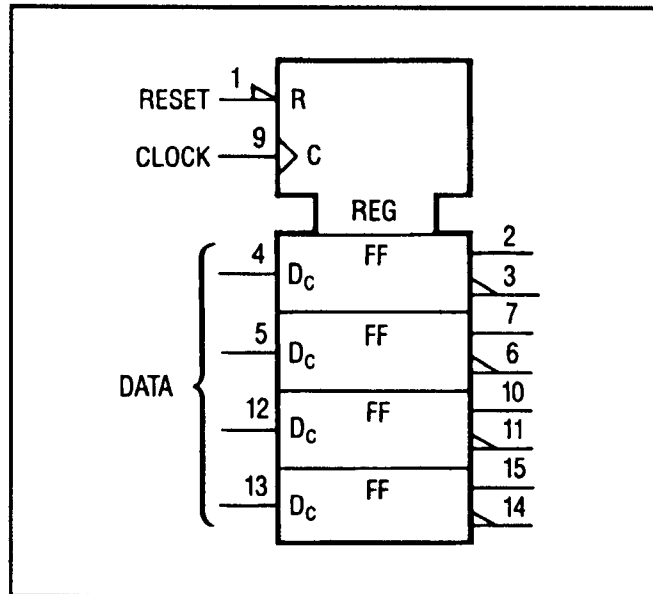 1
RESET R
9
CLOCK C
REG
FF 2
4
D_C 3
7
5 FF
D_C 6
10
DATA
12 FF
D_C 11
15
13 FF
D_C 14